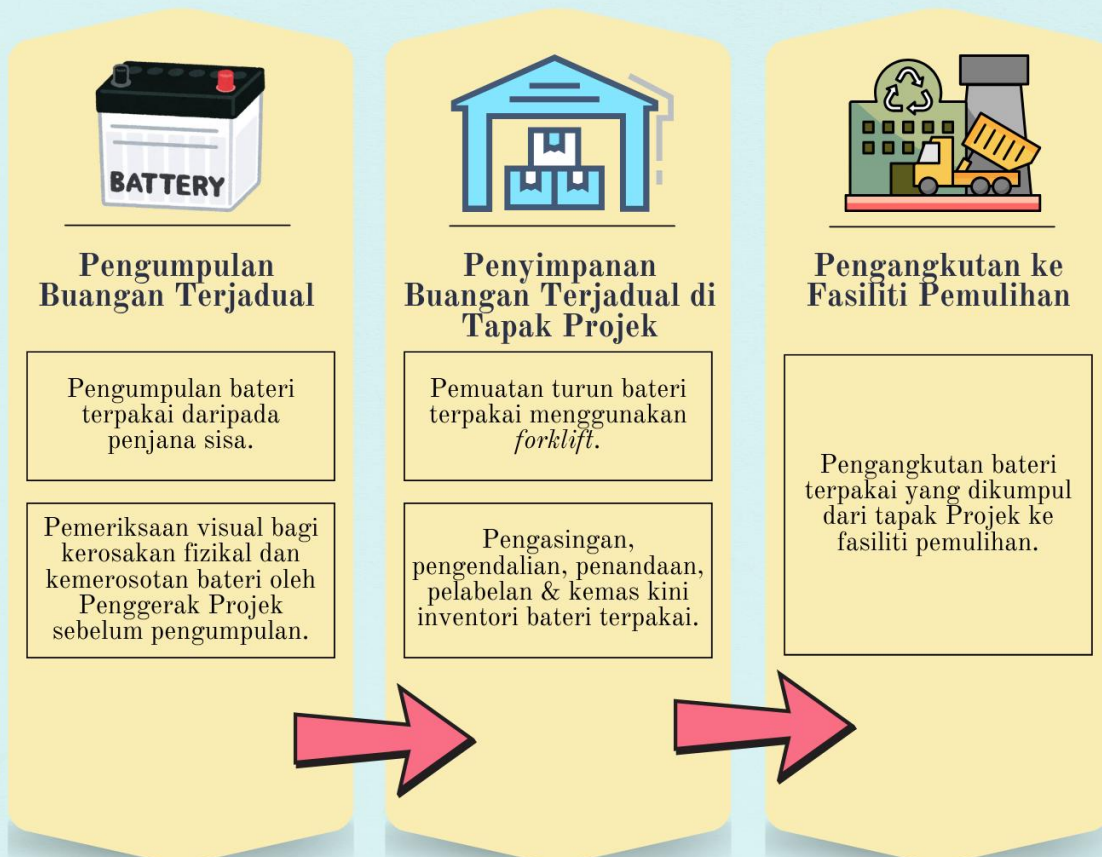 BATTERY
Pengumpulan
Buangan Terjadual
Pengumpulan bateri
terpakai daripada
penjana sisa.
Pemeriksaan visual bagi
kerosakan fizikal dan
kemerosotan bateri oleh
Penggerak Projek
sebelum pengumpulan.
Penyimpanan
Buangan Terjadual di
Tapak Projek
Pemuatan turun bateri
terpakai menggunakan
forklift.
Pengasingan,
pengendalian, penandaan,
pelabelan & kemas kini
inventori bateri terpakai.
Pengangkutan ke
Fasiliti Pemulihan
Pengangkutan bateri
terpakai yang dikumpul
dari tapak Projek ke
fasiliti pemulihan.